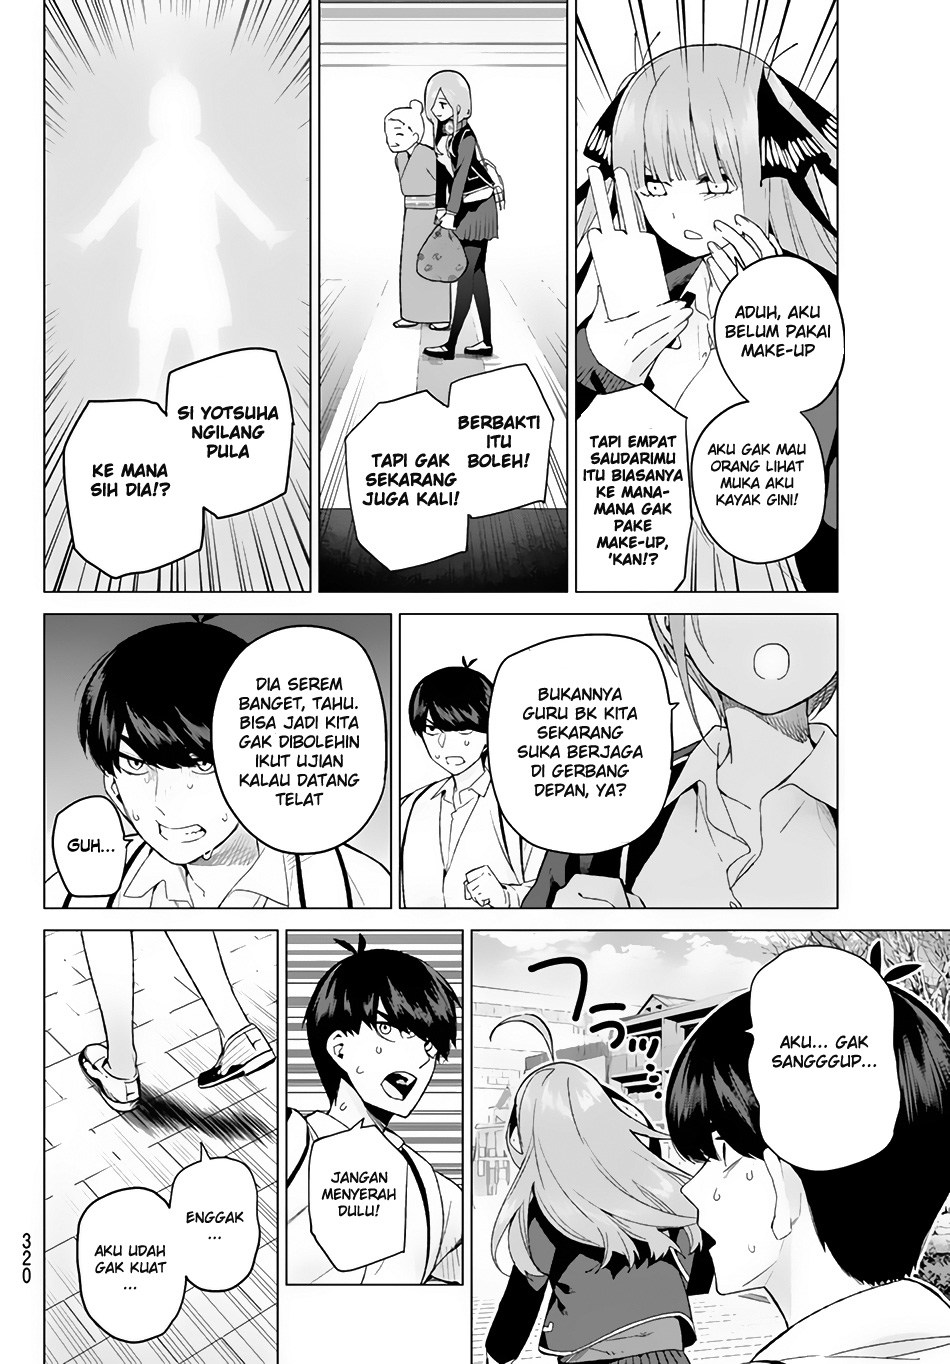 ADUH, AKU
BELUM PAKAI
MAKE-UP
AKU GAK MAU
ORANG LIHAT
MUKA AKU
KAYAK GINI!
TAPI EMPAT
SAUDARIMU
ITU BIASANYA
KE MANA-
MANA GAK
PAKE
MAKE-UP,
'KAN!?
BERBAKTI
ITU
BOLEH!
TAPI GAK
SEKARANG
JUGA KALI!
SI YOTSUHA
NGILANG
PULA
KE MANA
SIH DIA!?
BUKANNYA
GURU BK KITA
SEKARANG
SUKA BERJAGA
DI GERBANG
DEPAN, YA?
DIA SEREM
BANGET, TAHU.
BISA JADI KITA
GAK DIBOLEHIN
IKUT UJIAN
KALAU DATANG
TELAT
GUH...
AKU... GAK
SANGGGUP...
フラッ
JANGAN
MENYERAH
DULU!
ENGGAK
...
AKU UDAH
GAK KUAT
...
320